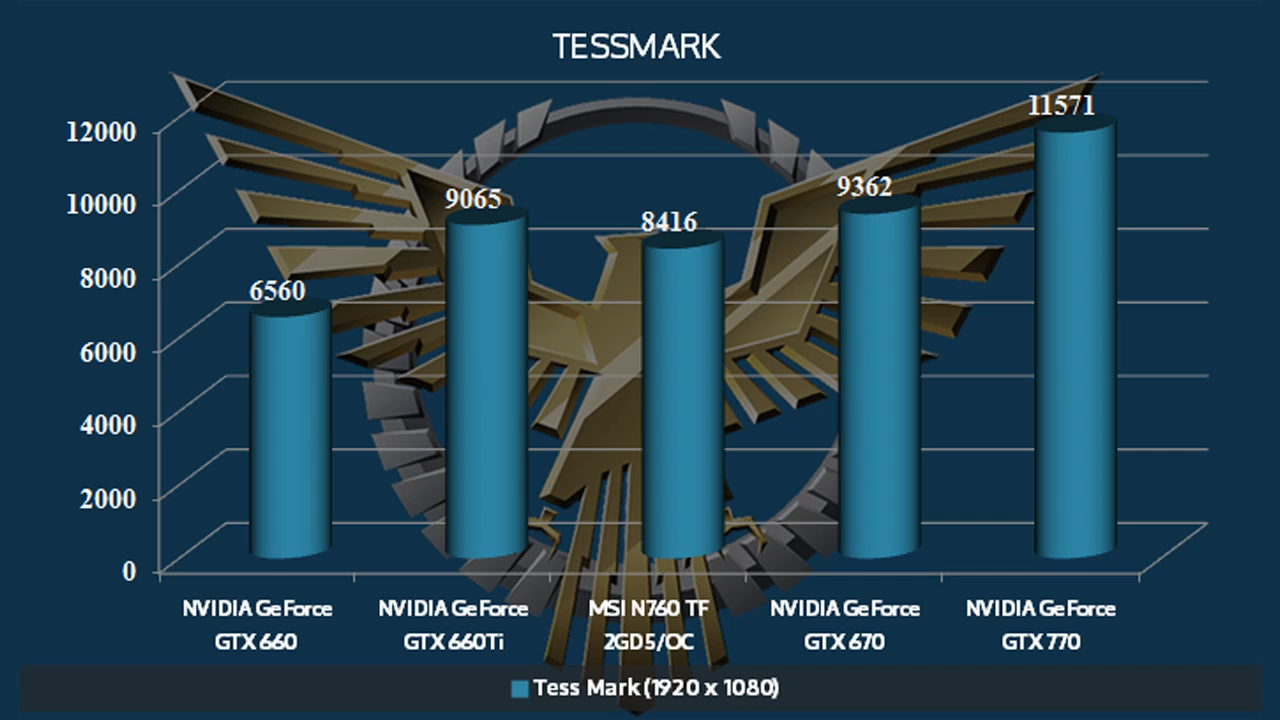 TESSMARK
12000
10000
8000
6000
4000
2000
0
6560
9065
8416
9362
11571
NVIDIA GeForce
GTX 660
NVIDIA GeForce
GTX 660Ti
MSI N760 TF
2GD5/OC
NVIDIA GeForce
GTX 670
NVIDIA GeForce
GTX 770
Tess Mark (1920 x 1080)